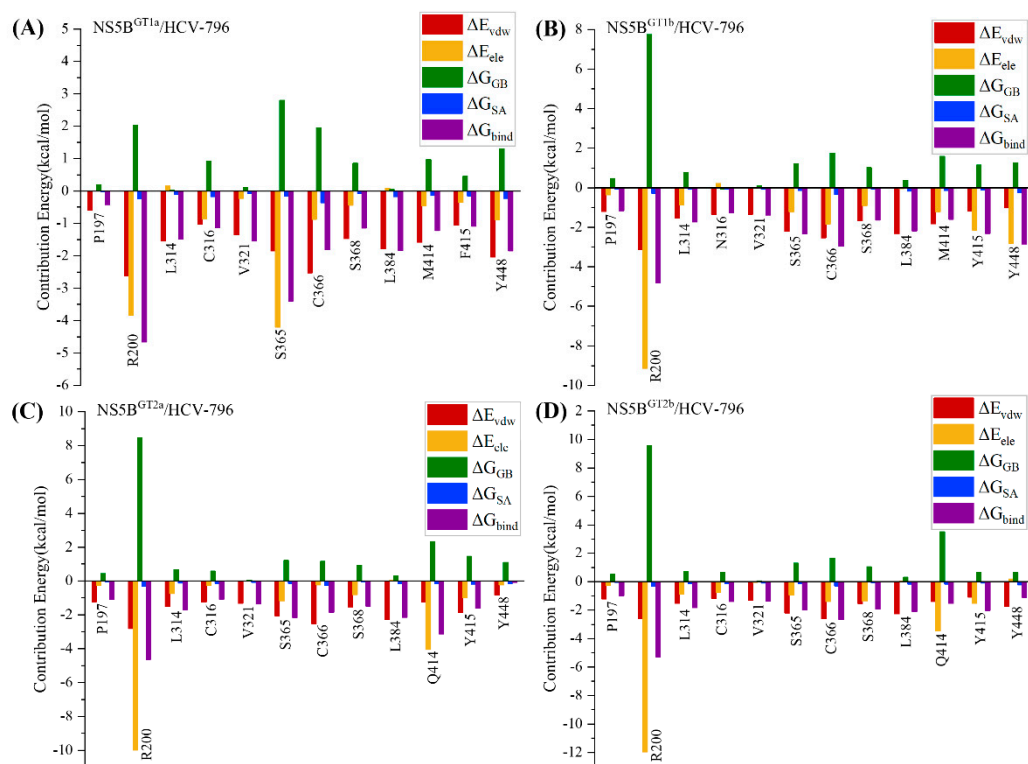 (A)
NS5B^GT1a/HCV-796
Contribution Energy(kcal/mol)
5
4
3
2
1
0
-1
-2
-3
-4
-5
-6
ΔE_vdw
ΔE_ele
ΔG_GB
ΔG_SA
ΔG_bind
P197
R200
L314
C316
V321
S365
C366
S368
L384
M414
F415
Y448
(B)
NS5B^GT1b/HCV-796
Contribution Energy(kcal/mol)
8
6
4
2
0
-2
-4
-6
-8
-10
ΔE_vdw
ΔE_ele
ΔG_GB
ΔG_SA
ΔG_bind
P197
R200
L314
N316
V321
S365
C366
S368
L384
M414
Y415
Y448
(C)
NS5B^GT2a/HCV-796
Contribution Energy(kcal/mol)
10
8
6
4
2
0
-2
-4
-6
-8
-10
ΔE_vdw
ΔE_clc
ΔG_GB
ΔG_SA
ΔG_bind
P197
R200
L314
C316
V321
S365
C366
S368
L384
Q414
Y415
Y448
(D)
NS5B^GT2b/HCV-796
Contribution Energy(kcal/mol)
2
10
8
6
4
2
0
-2
-4
-6
-8
-10
-12
ΔE_vdw
ΔE_ele
ΔG_GB
ΔG_SA
ΔG_bind
P197
R200
L314
C316
V321
S365
C366
S368
L384
Q414
Y415
Y448